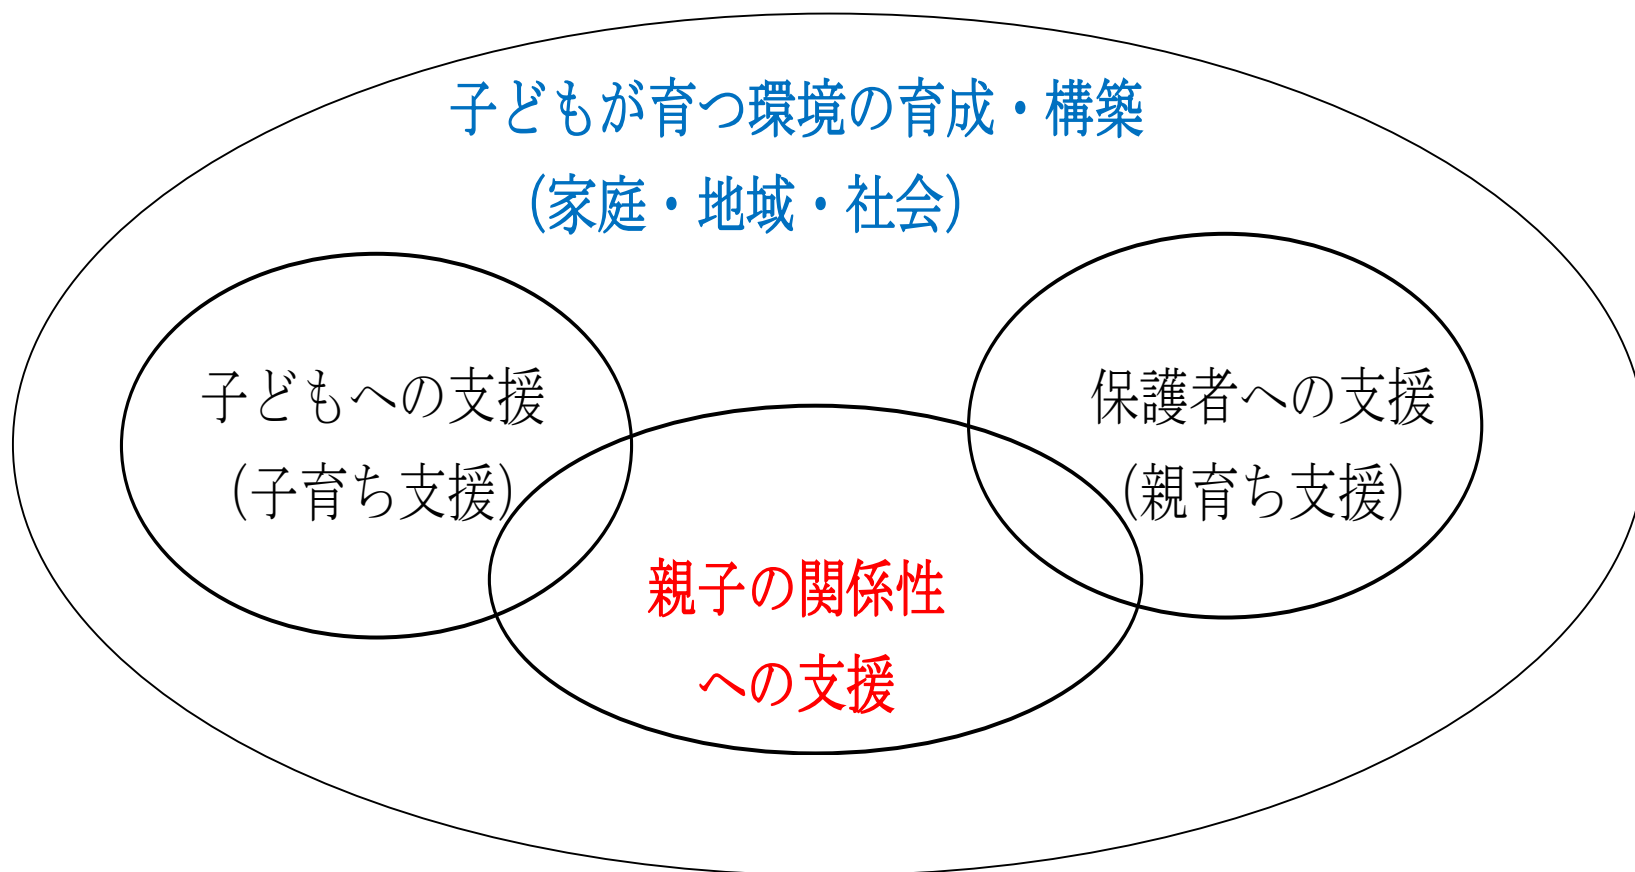 子どもが育つ環境の育成・構築
(家庭・地域・社会)
子どもへの支援
(子育ち支援)
保護者への支援
(親育ち支援)
親子の関係性
への支援